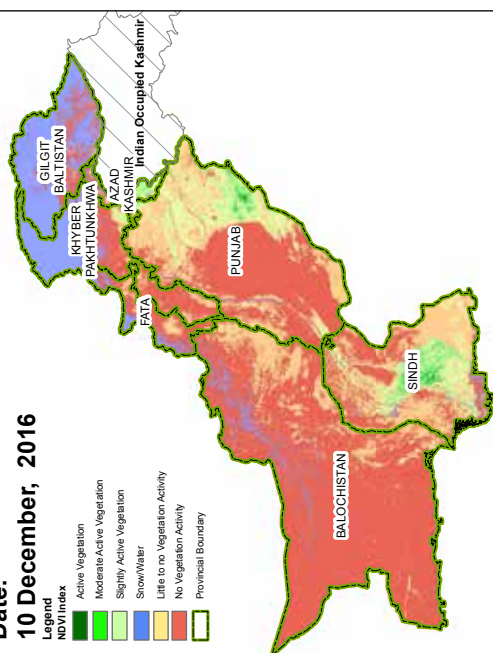 Date:
10 December, 2016
Legend
NDVI Index
Active Vegetation
Moderate Active Vegetation
Slightly Active Vegetation
Snow/Water
Little to no Vegetation Activity
No Vegetation Activity
Provincial Boundary
GILGIT
BALTISTAN
KHYBER
PAKHTUNKHWA
AZAD
KASHMIR
Indian Occupied Kashmir
FATA
PUNJAB
BALOCHISTAN
SINDH